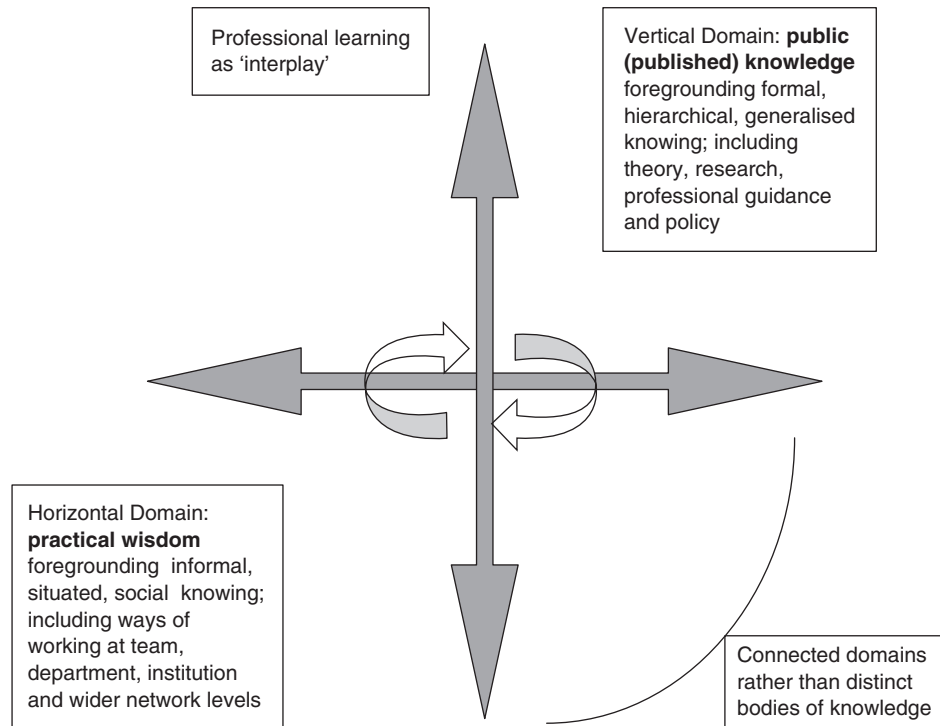 Professional learning
as ‘interplay’
Vertical Domain: public
(published) knowledge
foregrounding formal,
hierarchical, generalised
knowing; including
theory, research,
professional guidance
and policy
Horizontal Domain:
practical wisdom
foregrounding informal,
situated, social knowing;
including ways of
working at team,
department, institution
and wider network levels
Connected domains
rather than distinct
bodies of knowledge